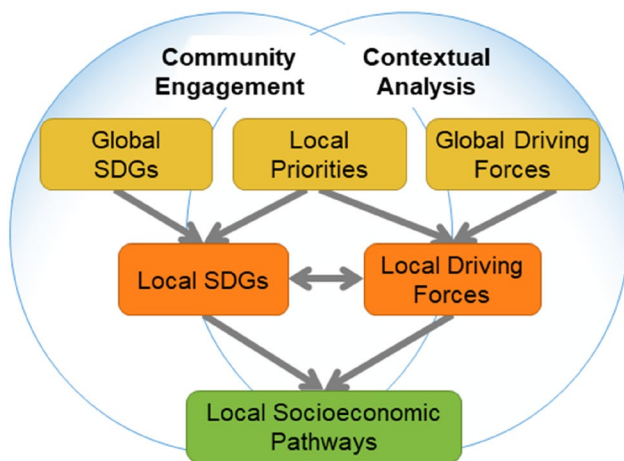 Community
Engagement
Contextual
Analysis
Global
SDGs
Local
Priorities
Global Driving
Forces
Local SDGs
Local Driving
Forces
Local Socioeconomic
Pathways